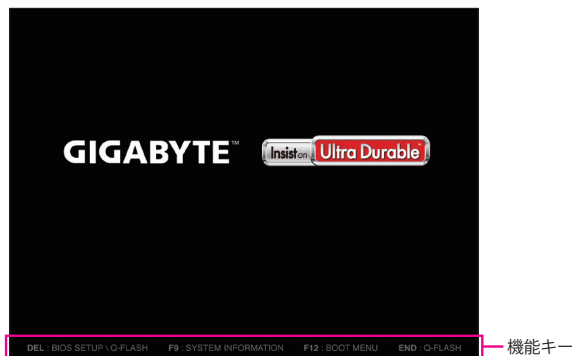 GIGABYTE™ Insist on Ultra Durable™
DEL : BIOS SETUP \ Q-FLASH F9 : SYSTEM INFORMATION F12 : BOOT MENU END : Q-FLASH
機能キー